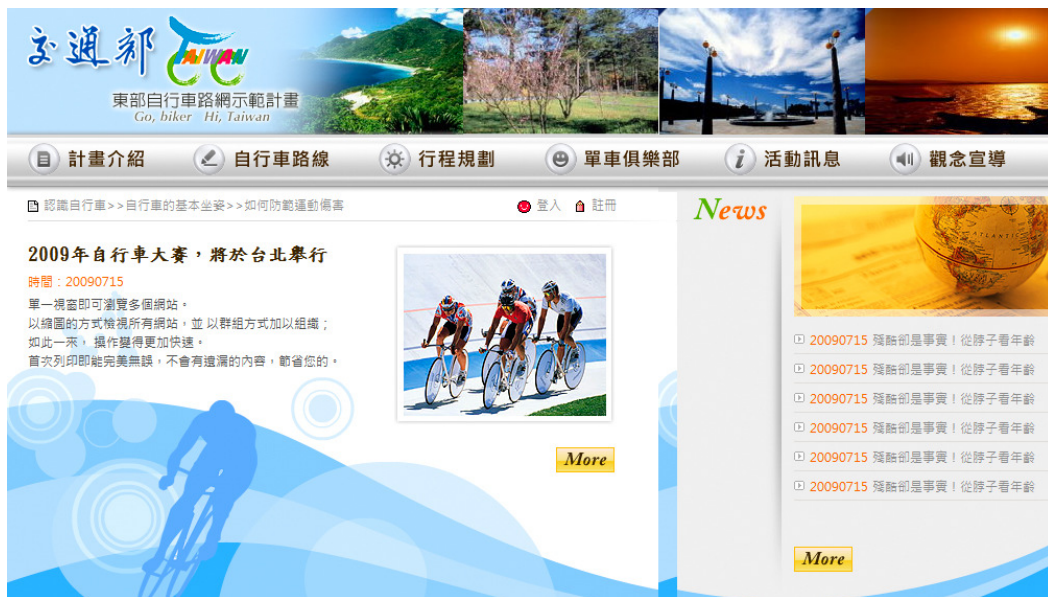 交通部 TAIWAN
東部自行車路網示範計畫
Go, biker Hi, Taiwan
計畫介紹 自行車路線 行程規劃 單車俱樂部 活動訊息 觀念宣導
認識自行車>>自行車的基本坐姿>>如何防範運動傷害 登入 註冊
2009年自行車大賽，將於台北舉行
時間：20090715
單一視窗即可瀏覽多個網站。
以縮圖的方式檢視所有網站，並 以群組方式加以組織；
如此一來， 操作變得更加快速。
首次列印即能完美無誤，不會有遺漏的內容，節省您的。
More
News
ATLANTIS
20090715 殘酷卻是事實！從脖子看年齡
20090715 殘酷卻是事實！從脖子看年齡
20090715 殘酷卻是事實！從脖子看年齡
20090715 殘酷卻是事實！從脖子看年齡
20090715 殘酷卻是事實！從脖子看年齡
20090715 殘酷卻是事實！從脖子看年齡
More